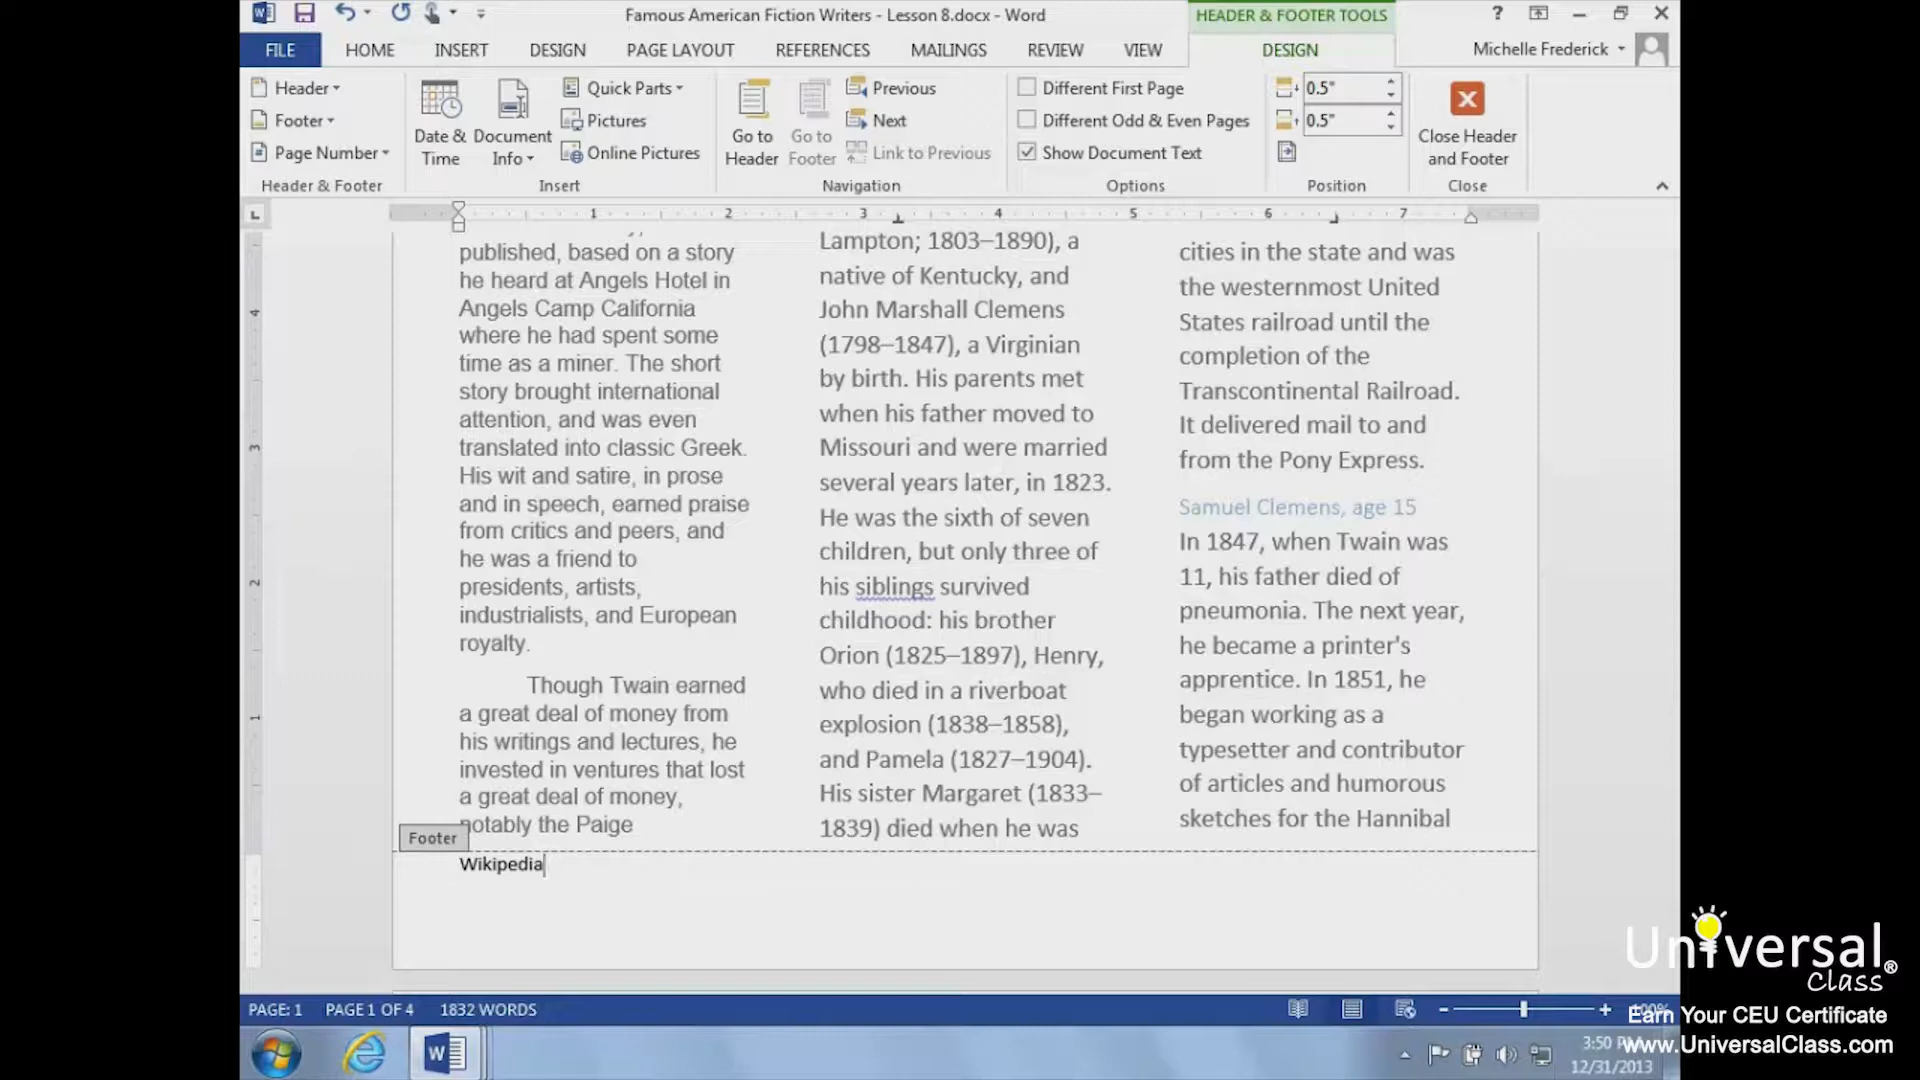 Famous American Fiction Writers - Lesson 8.docx - Word
HEADER & FOOTER TOOLS
?
FILE HOME INSERT DESIGN PAGE LAYOUT REFERENCES MAILINGS REVIEW VIEW DESIGN
Michelle Frederick
Header
Footer
Page Number
Header & Footer
Date & Time
Document Info
Quick Parts
Pictures
Online Pictures
Insert
Go to Header
Go to Footer
Previous
Next
Link to Previous
Navigation
Different First Page
Different Odd & Even Pages
Show Document Text
Options
0.5"
0.5"
Position
Close Header and Footer
Close
1 2 3 4 5 6 7
4
3
2
1
published, based on a story
he heard at Angels Hotel in
Angels Camp California
where he had spent some
time as a miner. The short
story brought international
attention, and was even
translated into classic Greek.
His wit and satire, in prose
and in speech, earned praise
from critics and peers, and
he was a friend to
presidents, artists,
industrialists, and European
royalty.
Though Twain earned
a great deal of money from
his writings and lectures, he
invested in ventures that lost
a great deal of money,
notably the Paige
Lampton; 1803–1890), a
native of Kentucky, and
John Marshall Clemens
(1798–1847), a Virginian
by birth. His parents met
when his father moved to
Missouri and were married
several years later, in 1823.
He was the sixth of seven
children, but only three of
his siblings survived
childhood: his brother
Orion (1825–1897), Henry,
who died in a riverboat
explosion (1838–1858),
and Pamela (1827–1904).
His sister Margaret (1833–
1839) died when he was
cities in the state and was
the westernmost United
States railroad until the
completion of the
Transcontinental Railroad.
It delivered mail to and
from the Pony Express.
Samuel Clemens, age 15
In 1847, when Twain was
11, his father died of
pneumonia. The next year,
he became a printer's
apprentice. In 1851, he
began working as a
typesetter and contributor
of articles and humorous
sketches for the Hannibal
Footer
Wikipedia
PAGE: 1 PAGE 1 OF 4 1832 WORDS
100%
3:50 PM
12/31/2013
Universal®
Class
Earn Your CEU Certificate
www.UniversalClass.com